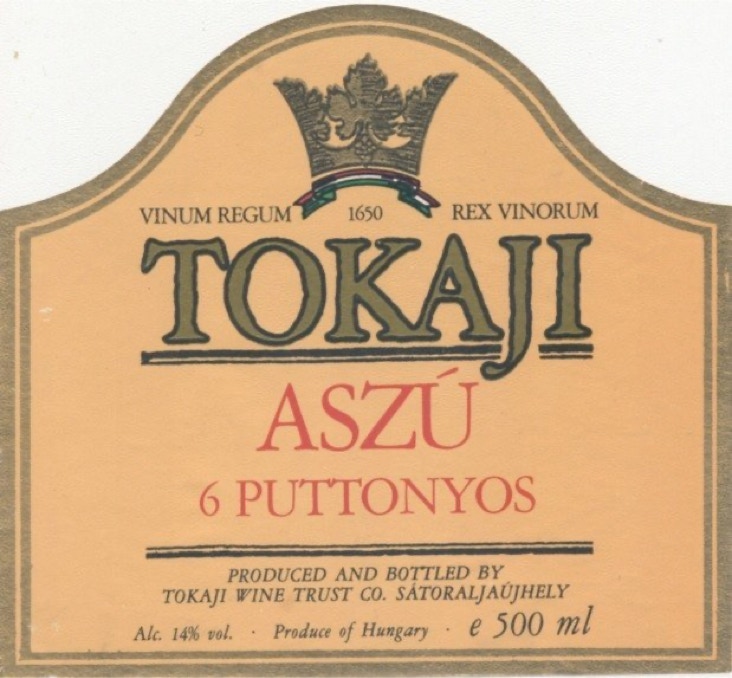 VINUM REGUM 1650 REX VINORUM
TOKAJI
ASZÚ
6 PUTTONYOS
PRODUCED AND BOTTLED BY
TOKAJI WINE TRUST CO. SÁTORALJAÚJHELY
Alc. 14% vol. · Produce of Hungary · e 500 ml